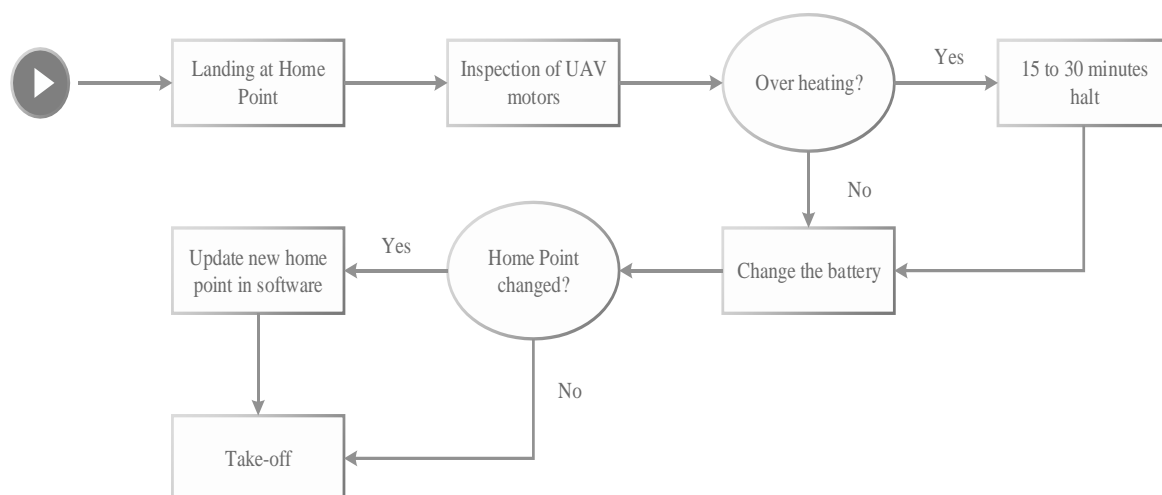 Landing at Home
Point
Inspection of UAV
motors
Over heating?
Yes
15 to 30 minutes
halt
No
Change the battery
Home Point
changed?
Yes
Update new home
point in software
No
Take-off